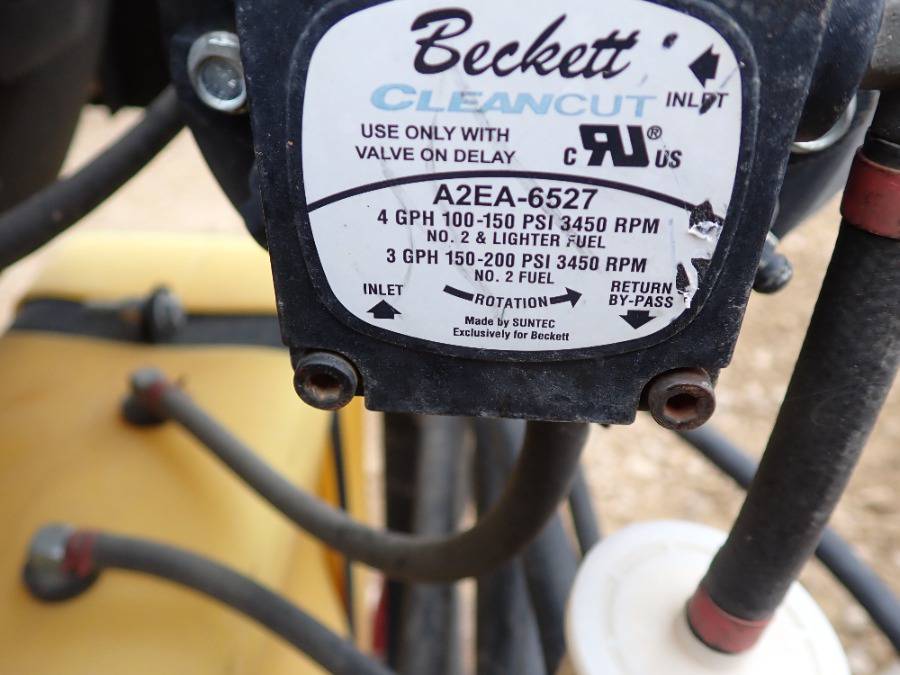 Beckett
CLEANCUT
INLET
USE ONLY WITH
VALVE ON DELAY
C RU ® US
A2EA-6527
4 GPH 100-150 PSI 3450 RPM
NO. 2 & LIGHTER FUEL
3 GPH 150-200 PSI 3450 RPM
NO. 2 FUEL
INLET
ROTATION
RETURN
BY-PASS
Made by SUNTEC
Exclusively for Beckett